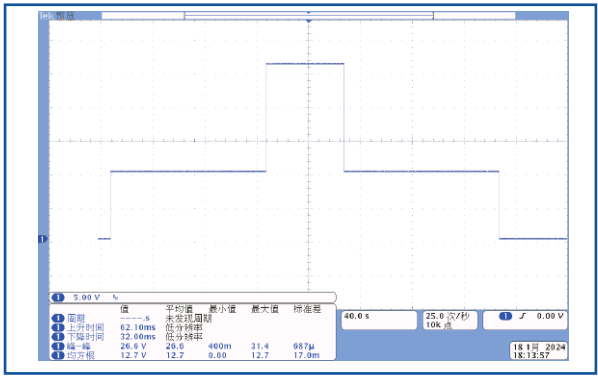 Tek 预览
1
1 5.00 V
值 平均值 最小值 最大值 标准差
1 周期 ----.s 未发现周期
1 上升时间 62.10ms 低分辨率
1 下降时间 32.00ms 低分辨率
1 峰-峰 26.6 V 26.6 400m 31.4 687µ
1 均方根 12.7 V 12.7 0.00 12.7 17.0m
40.0 s
25.0 次/秒
10K 点
1 0.00 V
18 1月 2024
18:13:57